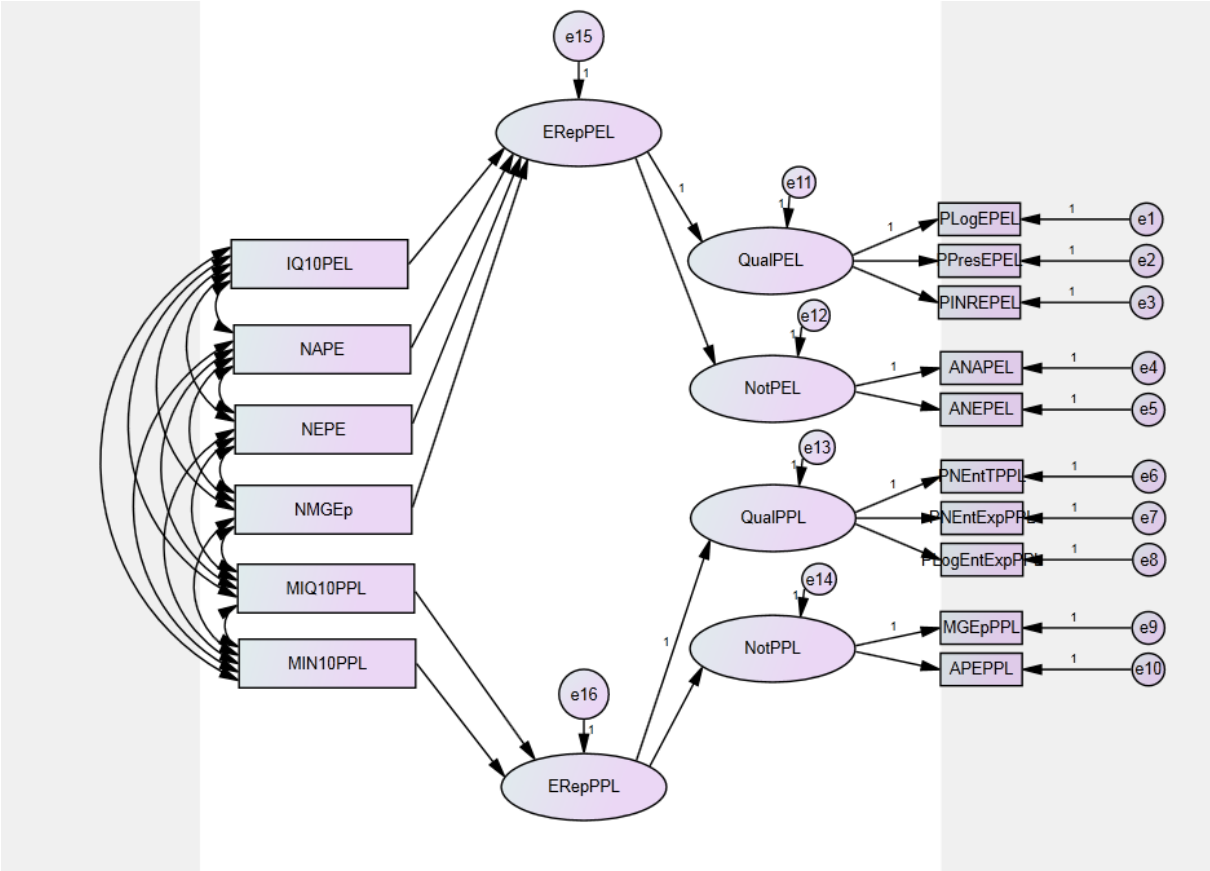 e15
1
ERepPEL
1
e11
1
QualPEL
1
PLogEPEL
1
e1
PPresEPEL
1
e2
PINREPEL
1
e3
IQ10PEL
NAPE
NEPE
NMGEp
MIQ10PPL
MIN10PPL
e12
1
NotPEL
1
ANAPEL
1
e4
ANEPEL
1
e5
e13
1
QualPPL
1
PNEntTPPL
1
e6
PNEntExpPPL
1
e7
PLogEntExpPPL
1
e8
e14
1
NotPPL
1
MGEpPPL
1
e9
APEPPL
1
e10
1
e16
1
ERepPPL